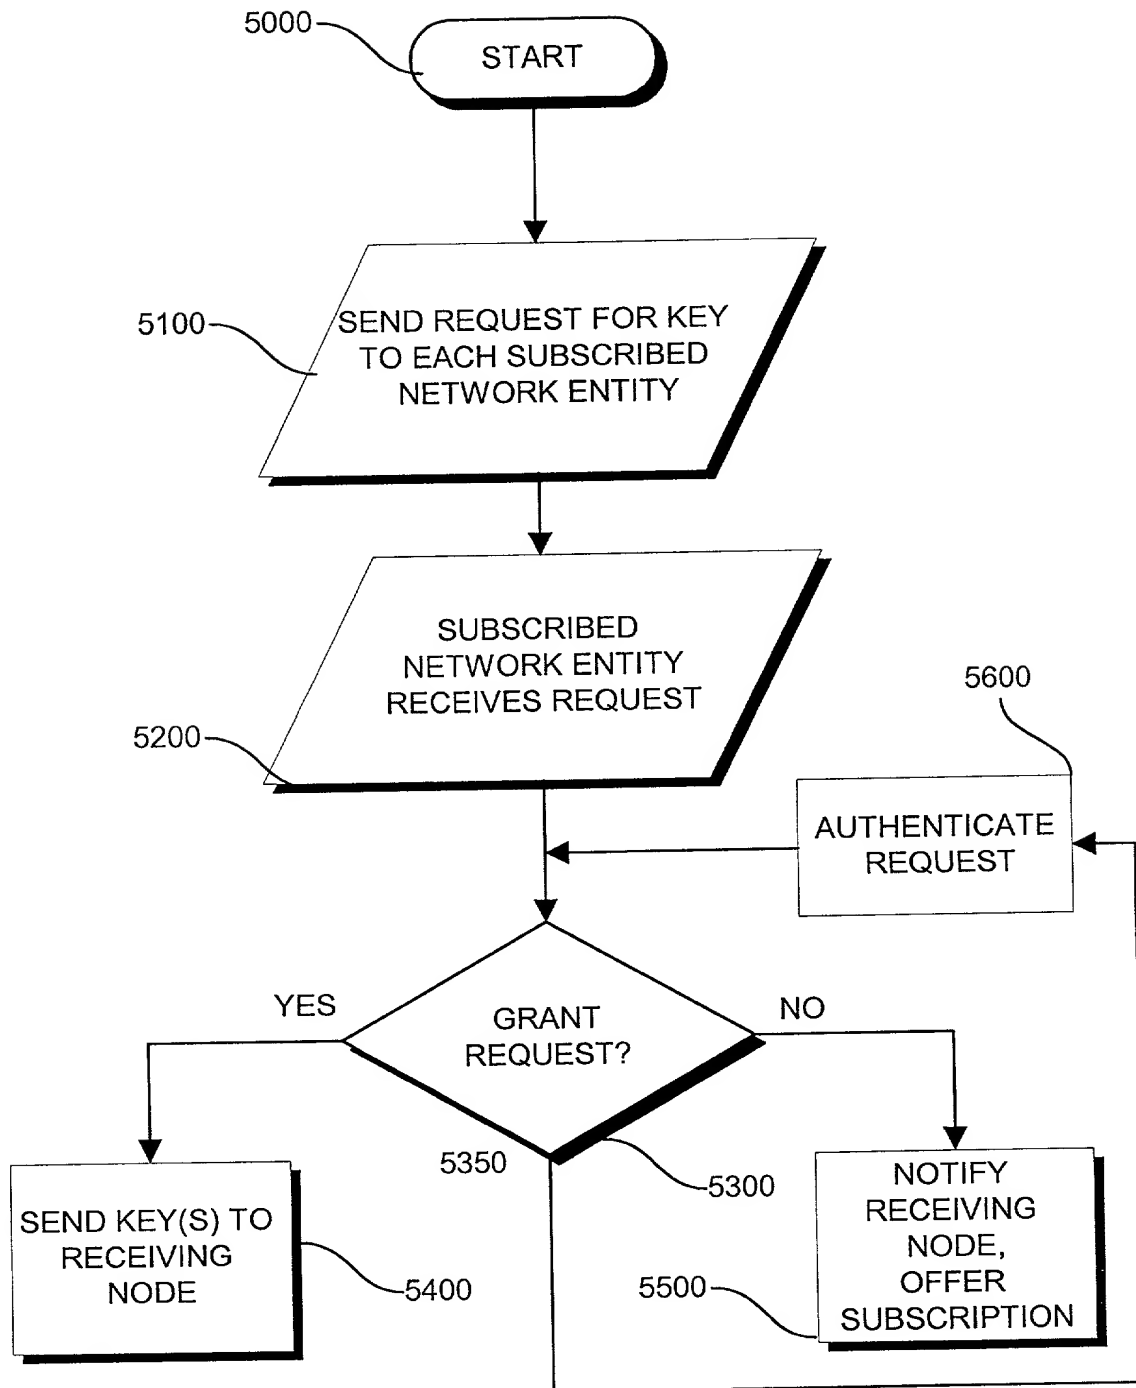 5000
START
5100
SEND REQUEST FOR KEY
TO EACH SUBSCRIBED
NETWORK ENTITY
SUBSCRIBED
NETWORK ENTITY
RECEIVES REQUEST
5200
5600
AUTHENTICATE
REQUEST
YES
GRANT
REQUEST?
NO
5350
5300
SEND KEY(S) TO
RECEIVING
NODE
5400
5500
NOTIFY
RECEIVING
NODE,
OFFER
SUBSCRIPTION